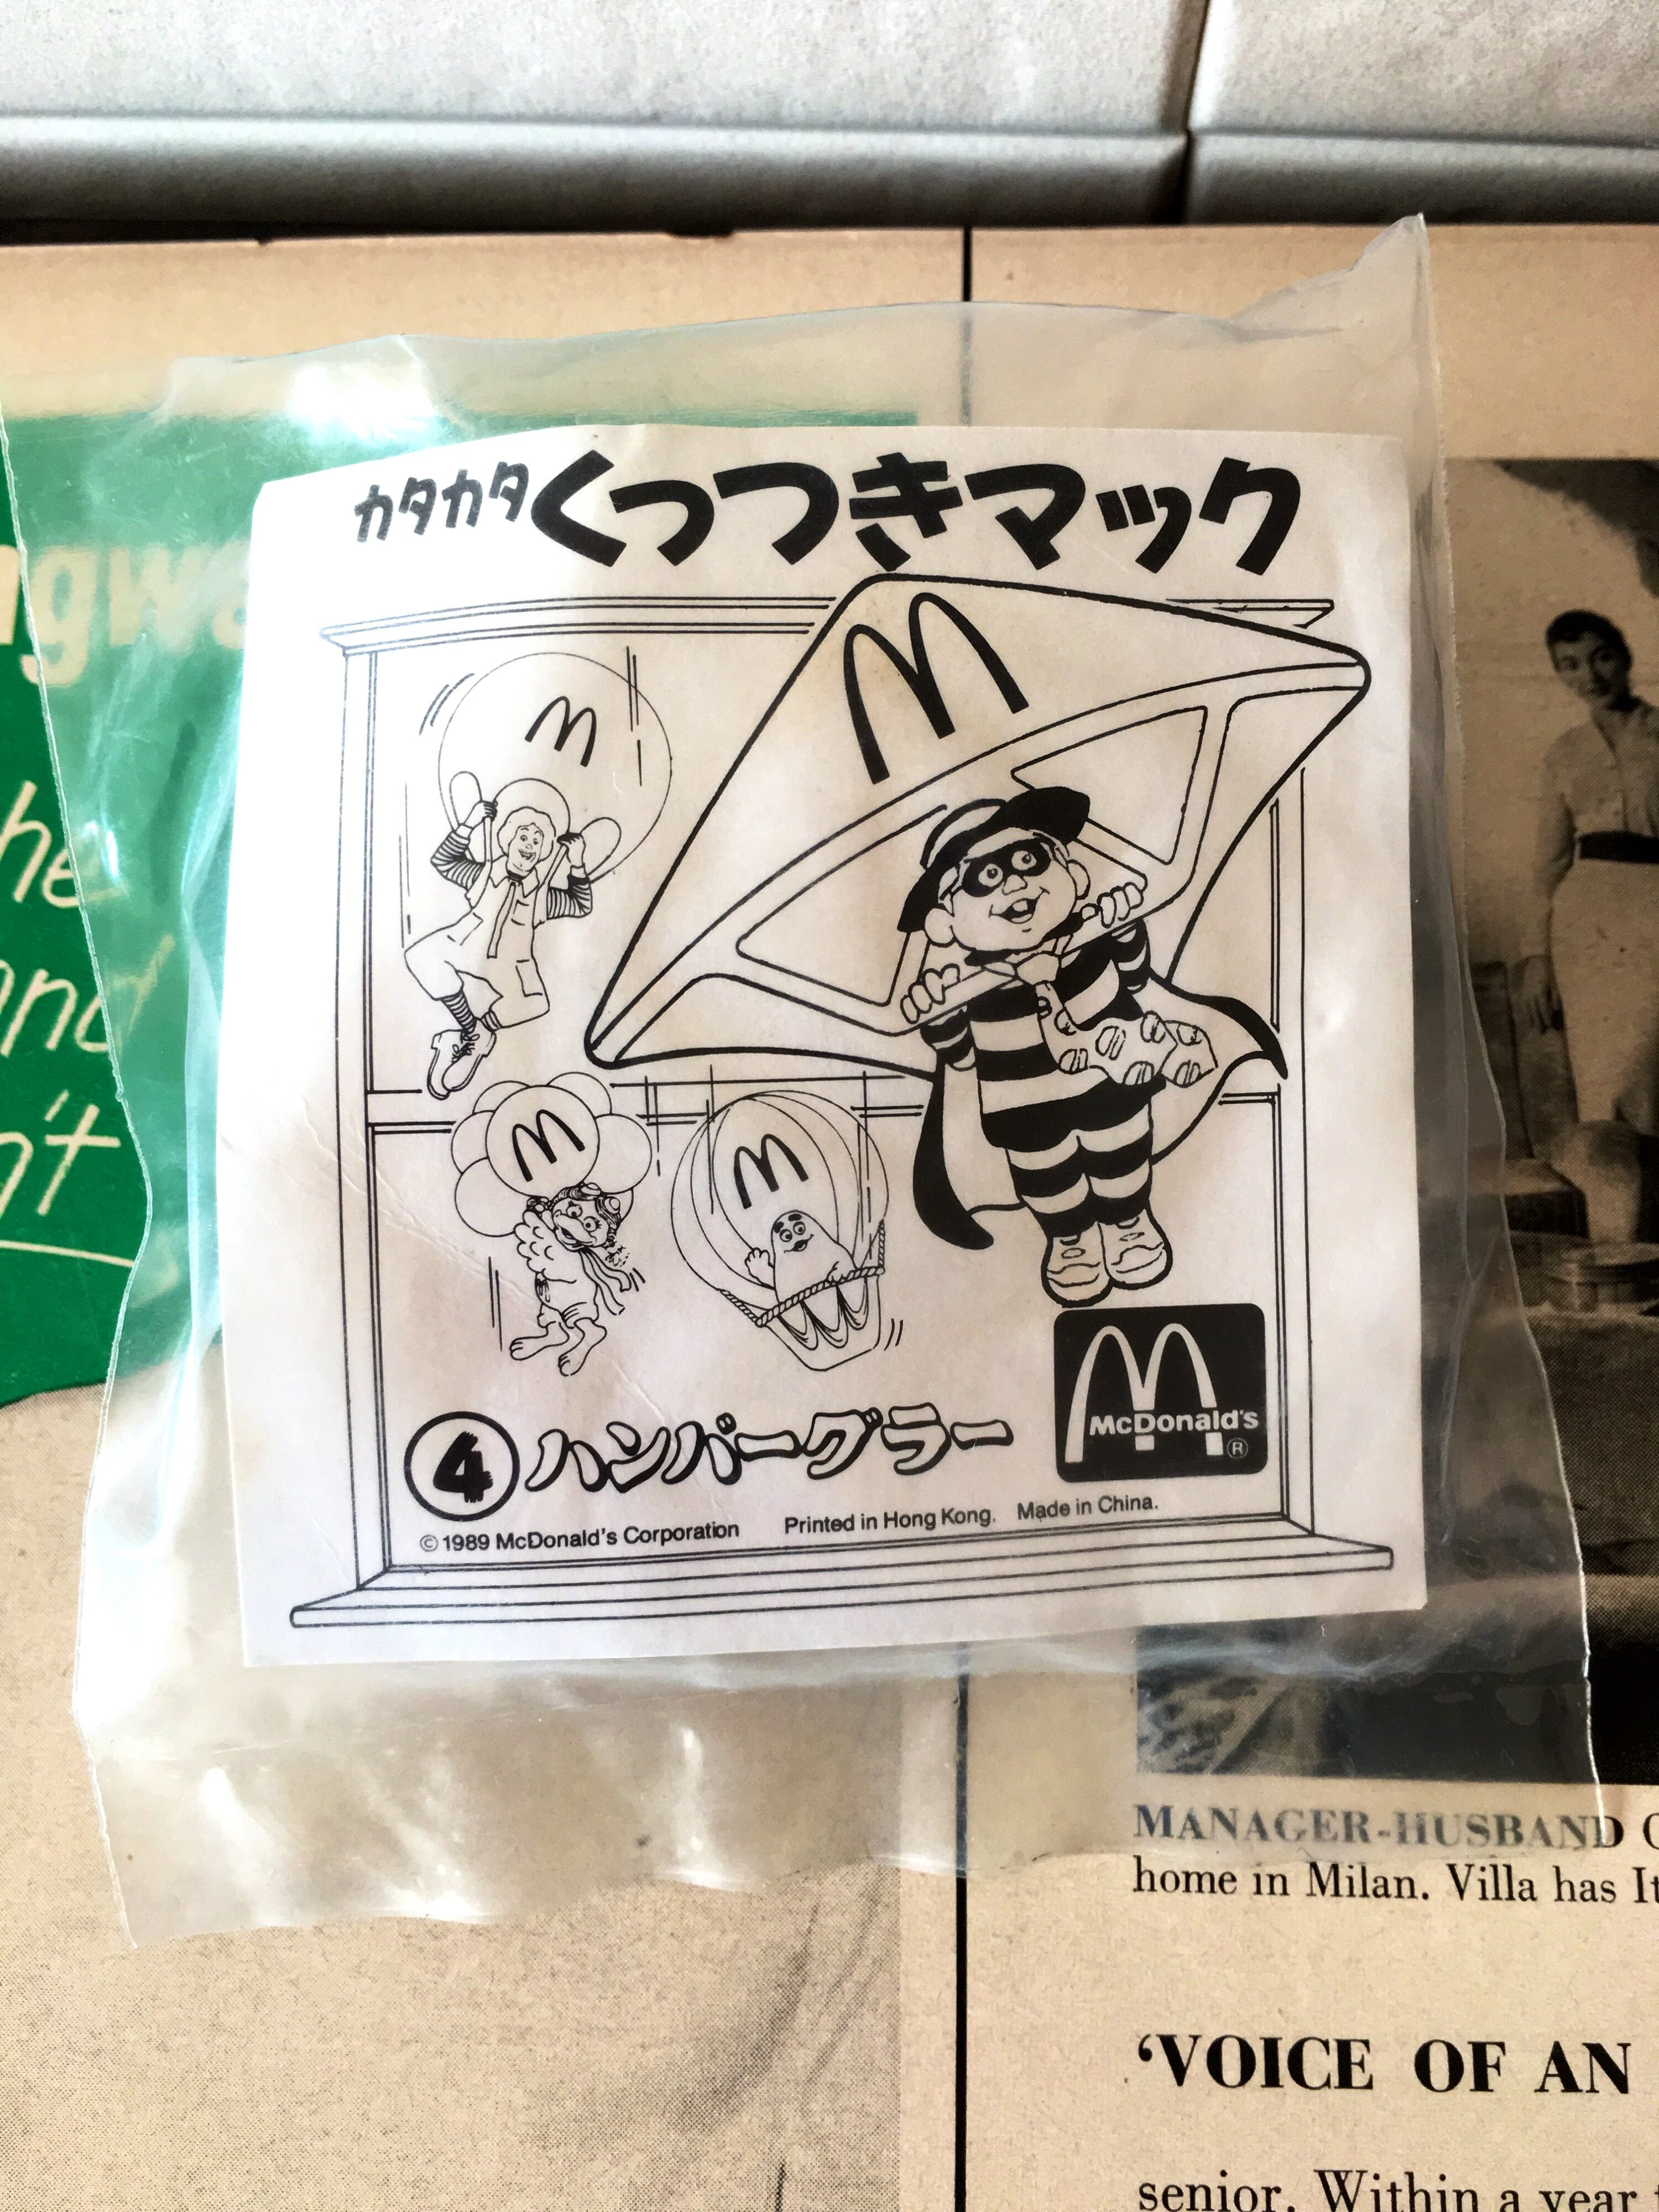 カタカタくっつきマック
M
M
M
M
④ハンバーグラー
McDonald's
®
© 1989 McDonald's Corporation Printed in Hong Kong. Made in China.
he
and
n't
MANAGER-HUSBAND
home in Milan. Villa has
'VOICE OF AN
senior. Within a year